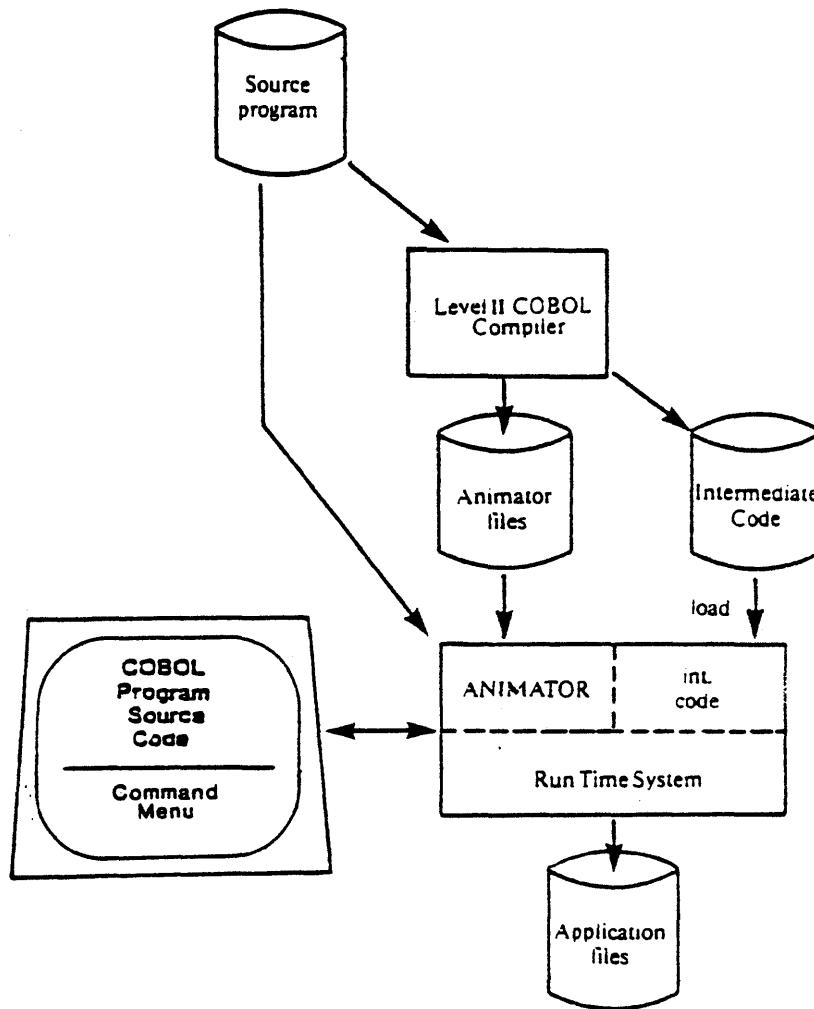 Source
program
Level II COBOL
Compiler
Animator
files
Intermediate
Code
load
COBOL
Program
Source
Code
Command
Menu
ANIMATOR
int.
code
Run Time System
Application
files